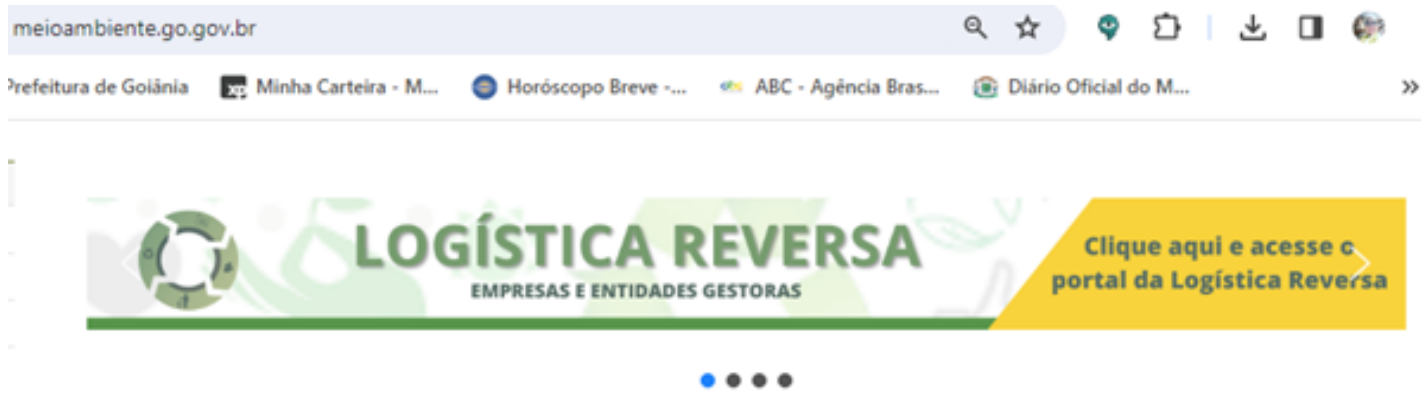 meioambiente.go.gov.br
Prefeitura de Goiânia Minha Carteira - M... Horóscopo Breve -... ABC - Agência Bras... Diário Oficial do M... »
LOGÍSTICA REVERSA
EMPRESAS E ENTIDADES GESTORAS
Clique aqui e acesse o
portal da Logística Reversa